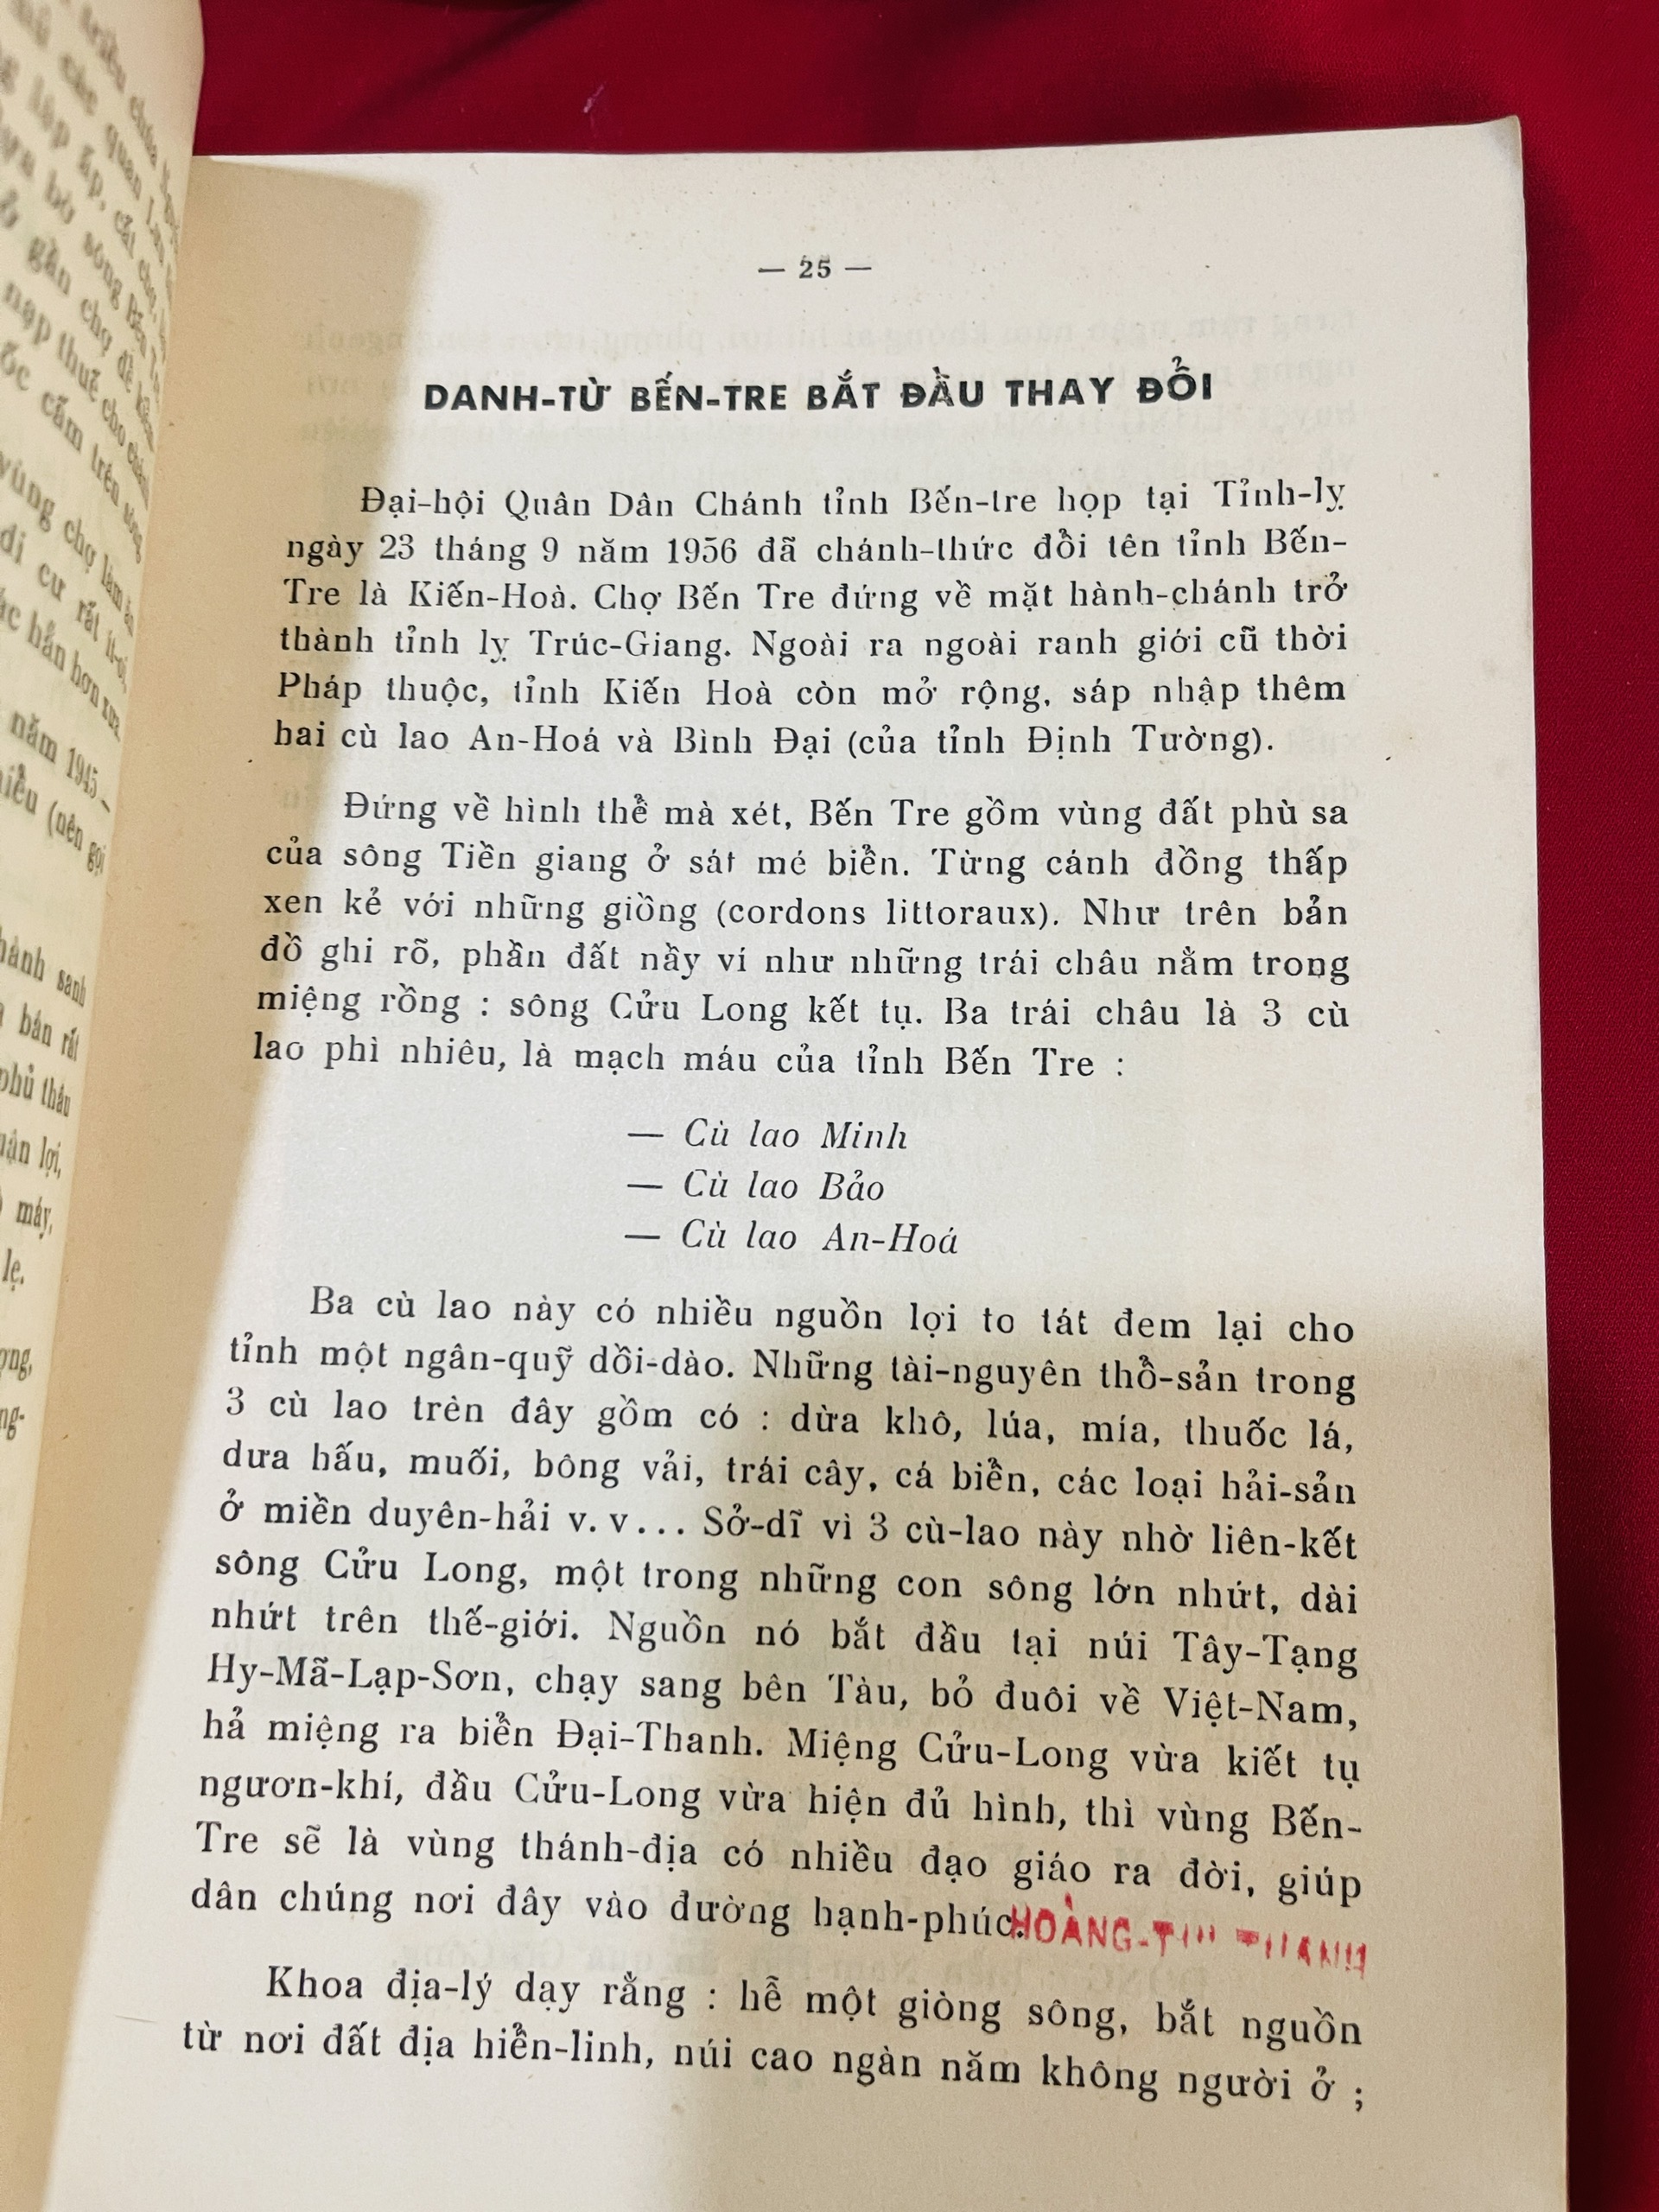 — 25 —
DANH-TỪ BẾN-TRE BẮT ĐẦU THAY ĐỔI
Đại-hội Quân Dân Chánh tỉnh Bến-tre họp tại Tỉnh-lỵ
ngày 23 tháng 9 năm 1956 đã chánh-thức đổi tên tỉnh Bến-
Tre là Kiến-Hoà. Chợ Bến Tre đứng về mặt hành-chánh trở
thành tỉnh lỵ Trúc-Giang. Ngoài ra ngoài ranh giới cũ thời
Pháp thuộc, tỉnh Kiến Hoà còn mở rộng, sáp nhập thêm
hai cù lao An-Hoá và Bình Đại (của tỉnh Định Tường).
Đứng về hình thể mà xét, Bến Tre gồm vùng đất phù sa
của sông Tiền giang ở sát mé biển. Từng cánh đồng thấp
xen kẻ với những giồng (cordons littoraux). Như trên bản
đồ ghi rõ, phần đất nầy ví như những trái châu nằm trong
miệng rồng : sông Cửu Long kết tụ. Ba trái châu là 3 cù
lao phì nhiêu, là mạch máu của tỉnh Bến Tre :
— Cù lao Minh
— Cù lao Bảo
— Cù lao An-Hoá
Ba cù lao này có nhiều nguồn lợi to tát đem lại cho
tỉnh một ngân-quỹ dồi-dào. Những tài-nguyên thổ-sản trong
3 cù lao trên đây gồm có : dừa khô, lúa, mía, thuốc lá,
dưa hấu, muối, bông vải, trái cây, cá biển, các loại hải-sản
ở miền duyên-hải v. v... Sở-dĩ vì 3 cù-lao này nhờ liên-kết
sông Cửu Long, một trong những con sông lớn nhứt, dài
nhứt trên thế-giới. Nguồn nó bắt đầu tại núi Tây-Tạng
Hy-Mã-Lạp-Sơn, chạy sang bên Tàu, bỏ đuôi về Việt-Nam,
hả miệng ra biển Đại-Thanh. Miệng Cửu-Long vừa kiết tụ
ngươn-khí, đầu Cửu-Long vừa hiện đủ hình, thì vùng Bến-
Tre sẽ là vùng thánh-địa có nhiều đạo giáo ra đời, giúp
dân chúng nơi đây vào đường hạnh-phúc.
HOÀNG
Khoa địa-lý dạy rằng : hễ một giòng sông, bắt nguồn
từ nơi đất địa hiển-linh, núi cao ngàn năm không người ở ;